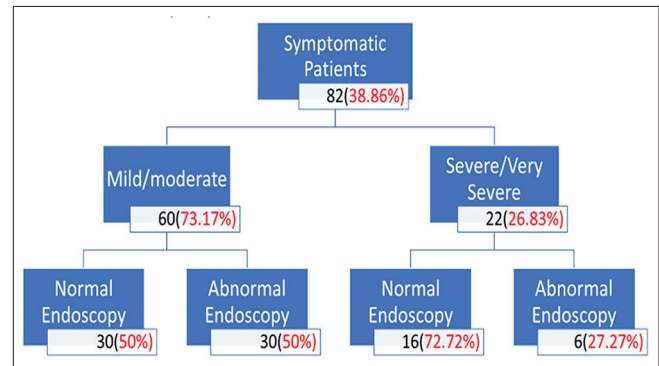 Symptomatic
Patients
82(38.86%)
Mild/moderate
60(73.17%)
Severe/Very
Severe
22(26.83%)
Normal
Endoscopy
30(50%)
Abnormal
Endoscopy
30(50%)
Normal
Endoscopy
16(72.72%)
Abnormal
Endoscopy
6(27.27%)